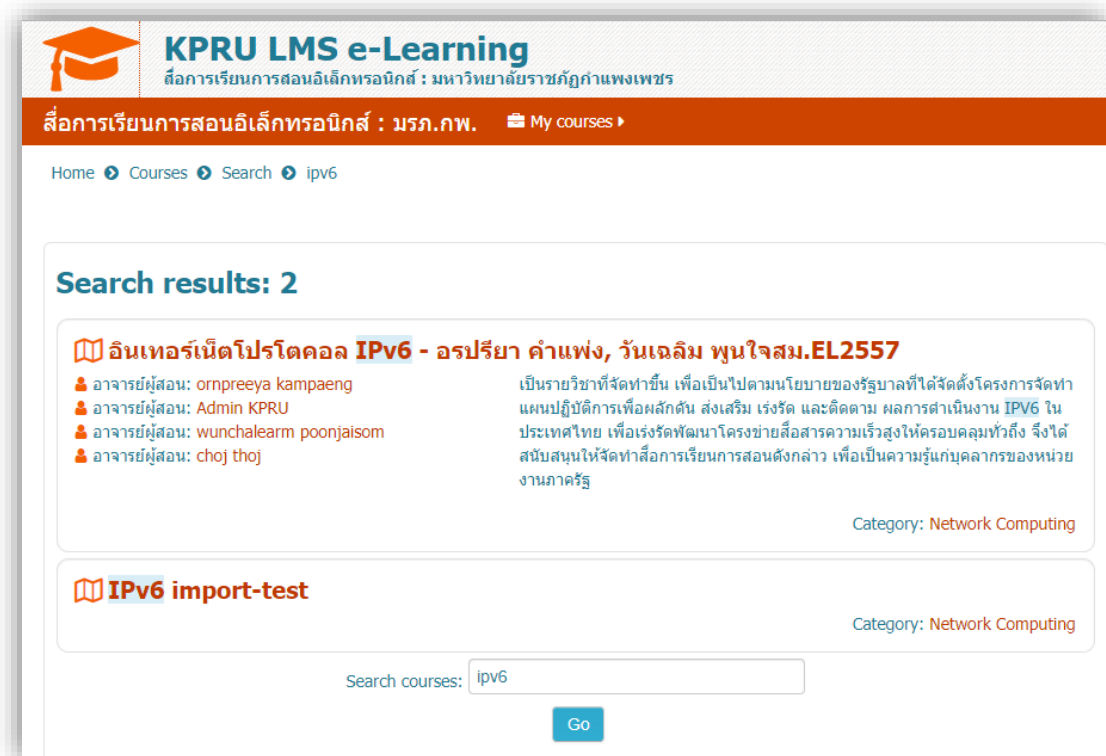 KPRU LMS e-Learning
สื่อการเรียนการสอนอิเล็กทรอนิกส์ : มหาวิทยาลัยราชภัฏกำแพงเพชร
สื่อการเรียนการสอนอิเล็กทรอนิกส์ : มรภ.กพ. My courses
Home Courses Search ipv6
Search results: 2
อินเทอร์เน็ตโปรโตคอล IPv6 - อรปรียา คำแพ่ง, วันเฉลิม พูนใจสม.EL2557
อาจารย์ผู้สอน: ornpreeya kampaeng
อาจารย์ผู้สอน: Admin KPRU
อาจารย์ผู้สอน: wunchalearm poonjaisom
อาจารย์ผู้สอน: choj thoj
เป็นรายวิชาที่จัดทำขึ้น เพื่อเป็นไปตามนโยบายของรัฐบาลที่ได้จัดตั้งโครงการจัดทำ
แผนปฏิบัติการเพื่อผลักดัน ส่งเสริม เร่งรัด และติดตาม ผลการดำเนินงาน IPV6 ใน
ประเทศไทย เพื่อเร่งรัดพัฒนาโครงข่ายสื่อสารความเร็วสูงให้ครอบคลุมทั่วถึง จึงได้
สนับสนุนให้จัดทำสื่อการเรียนการสอนดังกล่าว เพื่อเป็นความรู้แก่บุคลากรของหน่วย
งานภาครัฐ
Category: Network Computing
IPv6 import-test
Category: Network Computing
Search courses: ipv6
Go